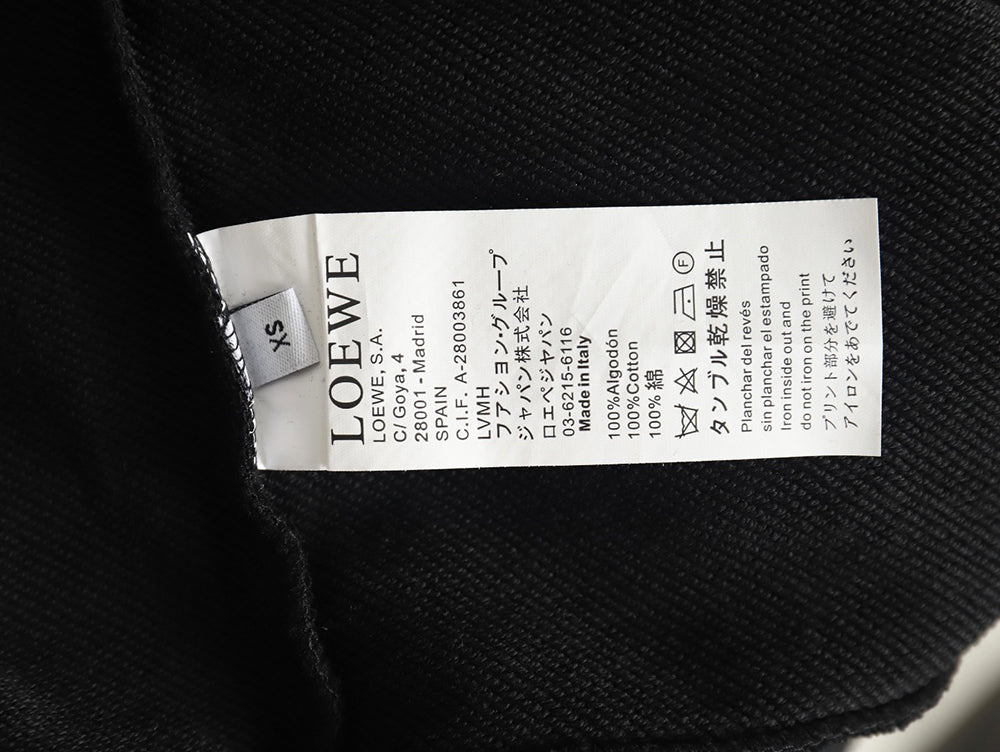 XS
LOEWE
LOEWE, S.A.
C/ Goya, 4
28001 - Madrid
SPAIN
C.I.F. A-28003861
LVMH
フアション・グループ
ジャパン株式会社
ロエペジャパン
03-6215-6116
Made in Italy
100%Algodón
100%Cotton
100%綿
F
タンブル乾燥禁止
Planchar del revés
sin planchar el estampado
Iron inside out and
do not iron on the print
プリント部分を避けて
アイロンをあでてください